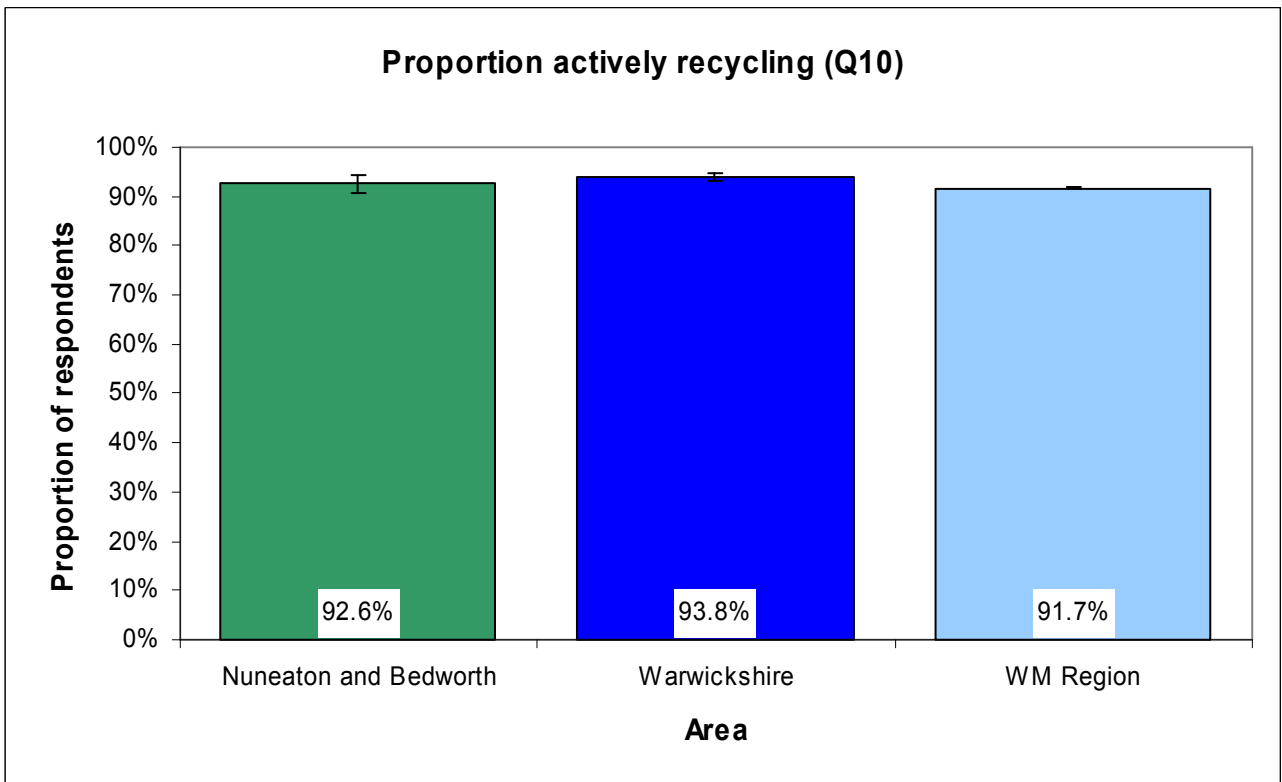 Proportion actively recycling (Q10)
Proportion of respondents
100%
90%
80%
70%
60%
50%
40%
30%
20%
10%
0%
92.6%
93.8%
91.7%
Nuneaton and Bedworth
Warwickshire
WM Region
Area